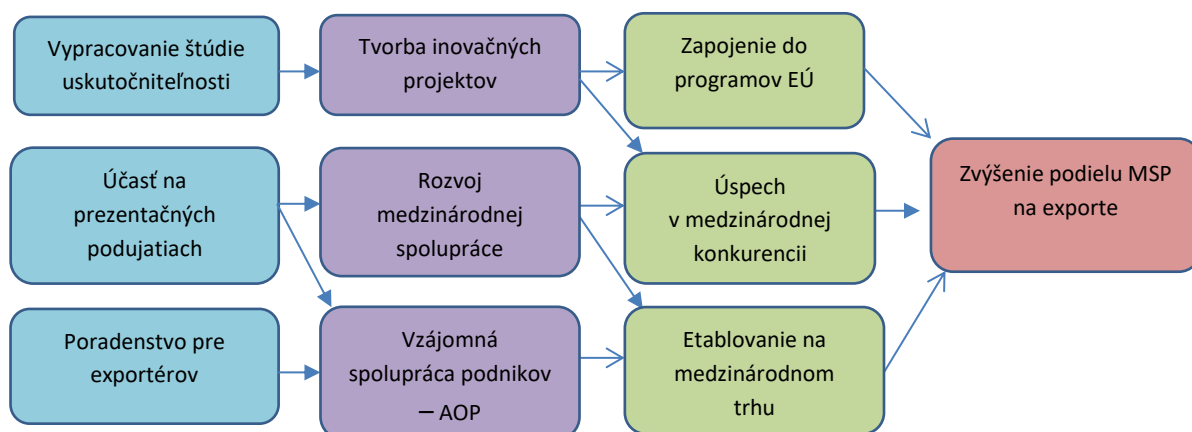 Vypracovanie štúdie
uskutočniteľnosti
Tvorba inovačných
projektov
Zapojenie do
programov EÚ
Účasť na
prezentačných
podujatiach
Rozvoj
medzinárodnej
spolupráce
Úspech
v medzinárodnej
konkurencii
Zvýšenie podielu MSP
na exporte
Poradenstvo pre
exportérov
Vzájomná
spolupráca podnikov
– AOP
Etablovanie na
medzinárodnom
trhu